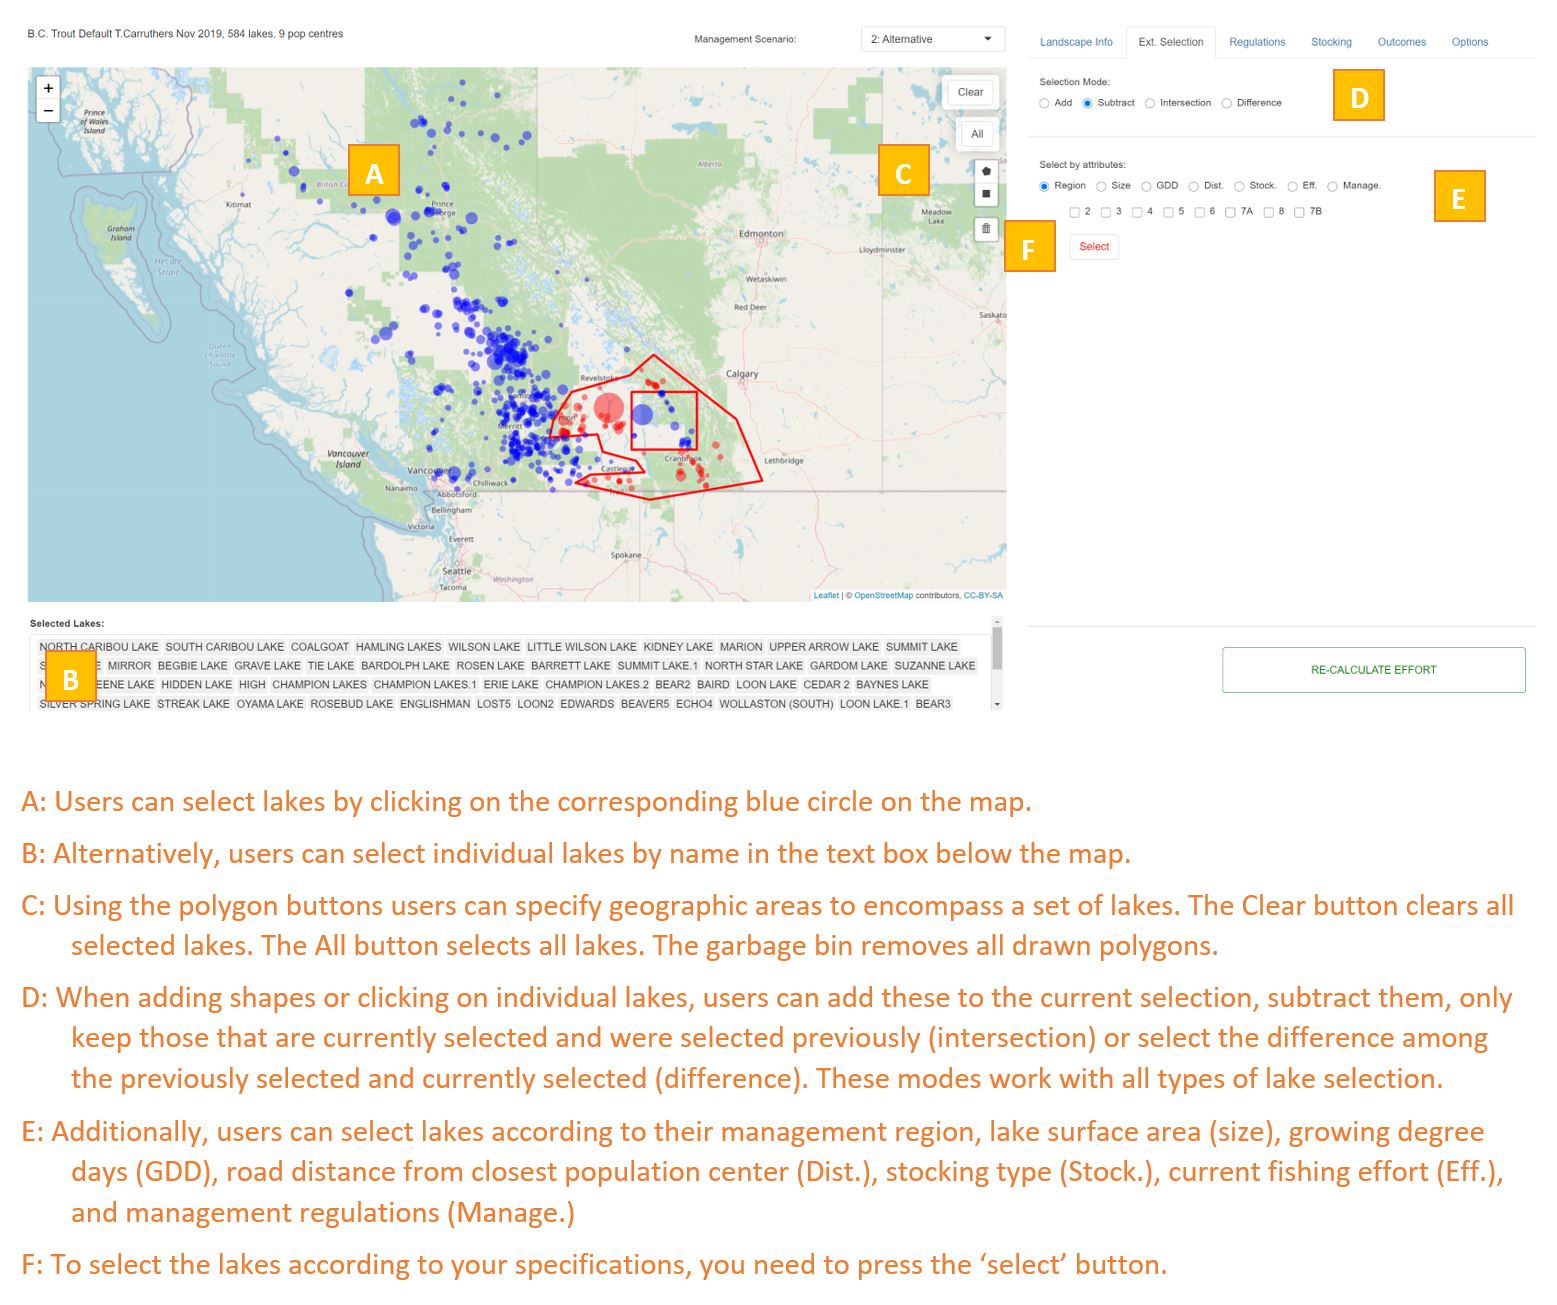 B.C. Trout Default T.Carruthers Nov 2019, 584 lakes, 9 pop centres
Management Scenario:
2: Alternative
Landscape Info
Ext. Selection
Regulations
Stocking
Outcomes
Options
+
−
Clear
All
A
C
Prince of Wales Island
Kitimat
Prince
Graham Island
Hecate Strait
Queen Charlotte Sound
Alberta
Meadow Lake
Edmonton
Lloydminster
Wetaskiwin
Red Deer
Calgary
Revelstoke
Merritt
Cranbrook
Lethbridge
Vancouver Island
Nanaimo
Chilliwack
Abbotsford
Bellingham
Victoria
Everett
Spokane
Seattle
Washington
Tacoma
Leaflet | © OpenStreetMap contributors, CC-BY-SA
Selection Mode:
Add Subtract Intersection Difference
D
Select by attributes:
Region Size GDD Dist. Stock. Eff. Manage.
2 3 4 5 6 7A 8 7B
E
F
Select
Selected Lakes:
NORTH CARIBOU LAKE SOUTH CARIBOU LAKE COALGOAT HAMLING LAKES WILSON LAKE LITTLE WILSON LAKE KIDNEY LAKE MARION UPPER ARROW LAKE SUMMIT LAKE
MIRROR BEGBIE LAKE GRAVE LAKE TIE LAKE BARDOLPH LAKE ROSEN LAKE BARRETT LAKE SUMMIT LAKE.1 NORTH STAR LAKE GARDOM LAKE SUZANNE LAKE
B
LAKE HIDDEN LAKE HIGH CHAMPION LAKES CHAMPION LAKES.1 ERIE LAKE CHAMPION LAKES.2 BEAR2 BAIRD LOON LAKE CEDAR 2 BAYNES LAKE
SILVER SPRING LAKE STREAK LAKE OYAMA LAKE ROSEBUD LAKE ENGLISHMAN LOST5 LOON2 EDWARDS BEAVER5 ECHO4 WOLLASTON (SOUTH) LOON LAKE.1 BEAR3
RE-CALCULATE EFFORT
A: Users can select lakes by clicking on the corresponding blue circle on the map.
B: Alternatively, users can select individual lakes by name in the text box below the map.
C: Using the polygon buttons users can specify geographic areas to encompass a set of lakes. The Clear button clears all
selected lakes. The All button selects all lakes. The garbage bin removes all drawn polygons.
D: When adding shapes or clicking on individual lakes, users can add these to the current selection, subtract them, only
keep those that are currently selected and were selected previously (intersection) or select the difference among
the previously selected and currently selected (difference). These modes work with all types of lake selection.
E: Additionally, users can select lakes according to their management region, lake surface area (size), growing degree
days (GDD), road distance from closest population center (Dist.), stocking type (Stock.), current fishing effort (Eff.),
and management regulations (Manage.)
F: To select the lakes according to your specifications, you need to press the ‘select’ button.